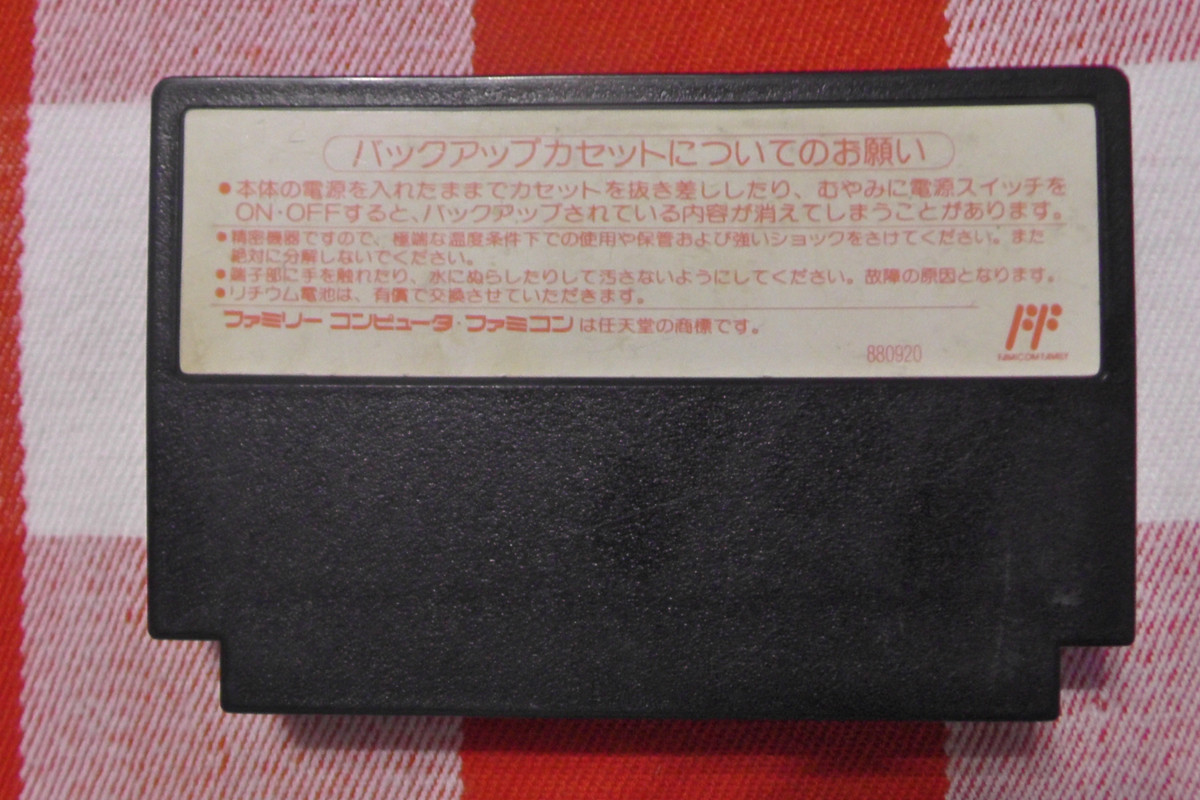 バックアップカセットについてのお願い
●本体の電源を入れたままでカセットを抜き差ししたり、むやみに電源スイッチを
ON・OFFすると、バックアップされている内容が消えてしまうことがあります。
●精密機器ですので、極端な温度条件下での使用や保管および強いショックをさけてください。また
絶対に分解しないでください。
●端子部に手を触れたり、水にぬらしたりして汚さないようにしてください。故障の原因となります。
●リチウム電池は、有償で交換させていただきます。
ファミリーコンピュータ・ファミコンは任天堂の商標です。
880920
FF
FAMICOM FAMILY